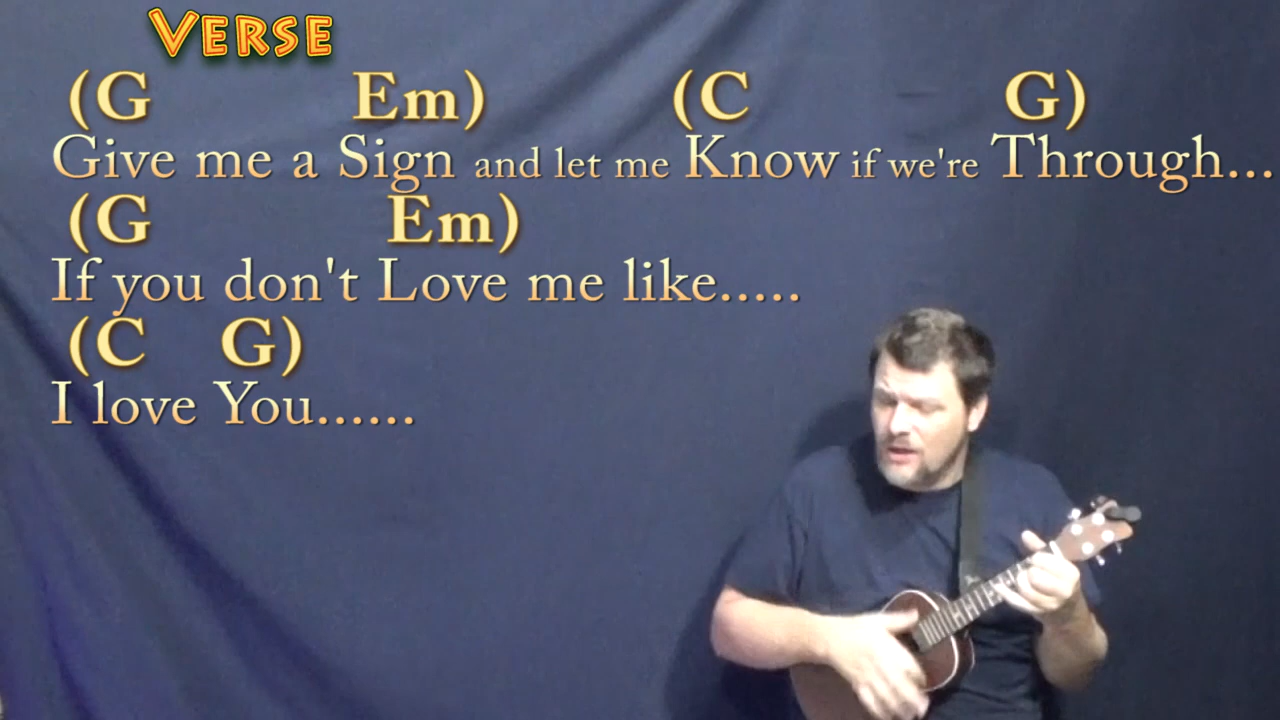 VERSE
(G Em) (C G)
Give me a Sign and let me Know if we're Through...
(G Em)
If you don't Love me like.....
(C G)
I love You......